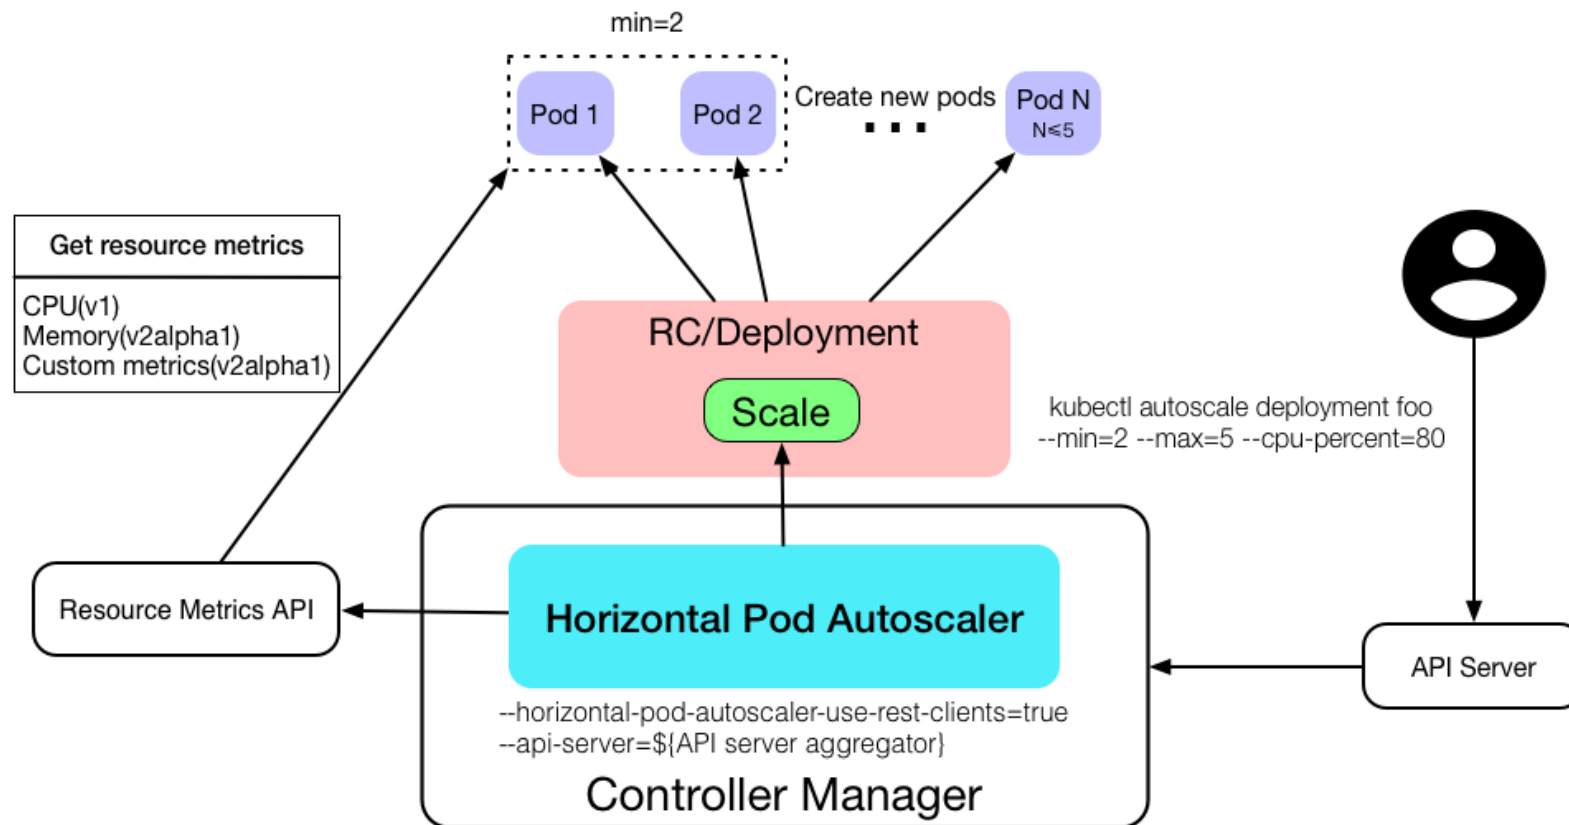 min=2
Pod 1
Pod 2
Create new pods
...
Pod N
N≤5
Get resource metrics
CPU(v1)
Memory(v2alpha1)
Custom metrics(v2alpha1)
RC/Deployment
Scale
kubectl autoscale deployment foo
--min=2 --max=5 --cpu-percent=80
Resource Metrics API
Horizontal Pod Autoscaler
API Server
--horizontal-pod-autoscaler-use-rest-clients=true
--api-server=${API server aggregator}
Controller Manager